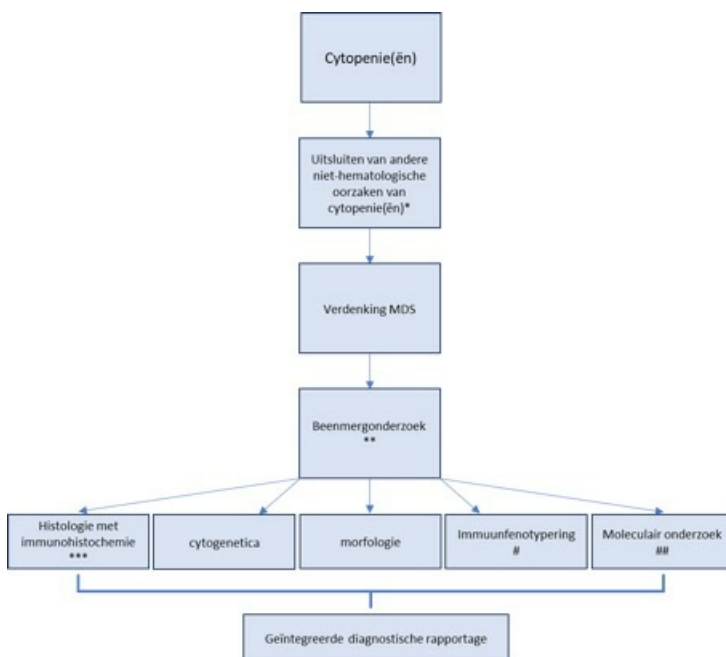 Cytopenie(ën)
Uitsluiten van andere
niet-hematologische
oorzaken van
cytopenie(ën)*
Verdenking MDS
Beenmergonderzoek
**
Histologie met
immunohistochemie
***
cytogenetica
morfologie
Immuunfenotypering
#
Moleculair onderzoek
##
Geïntegreerde diagnostische rapportage